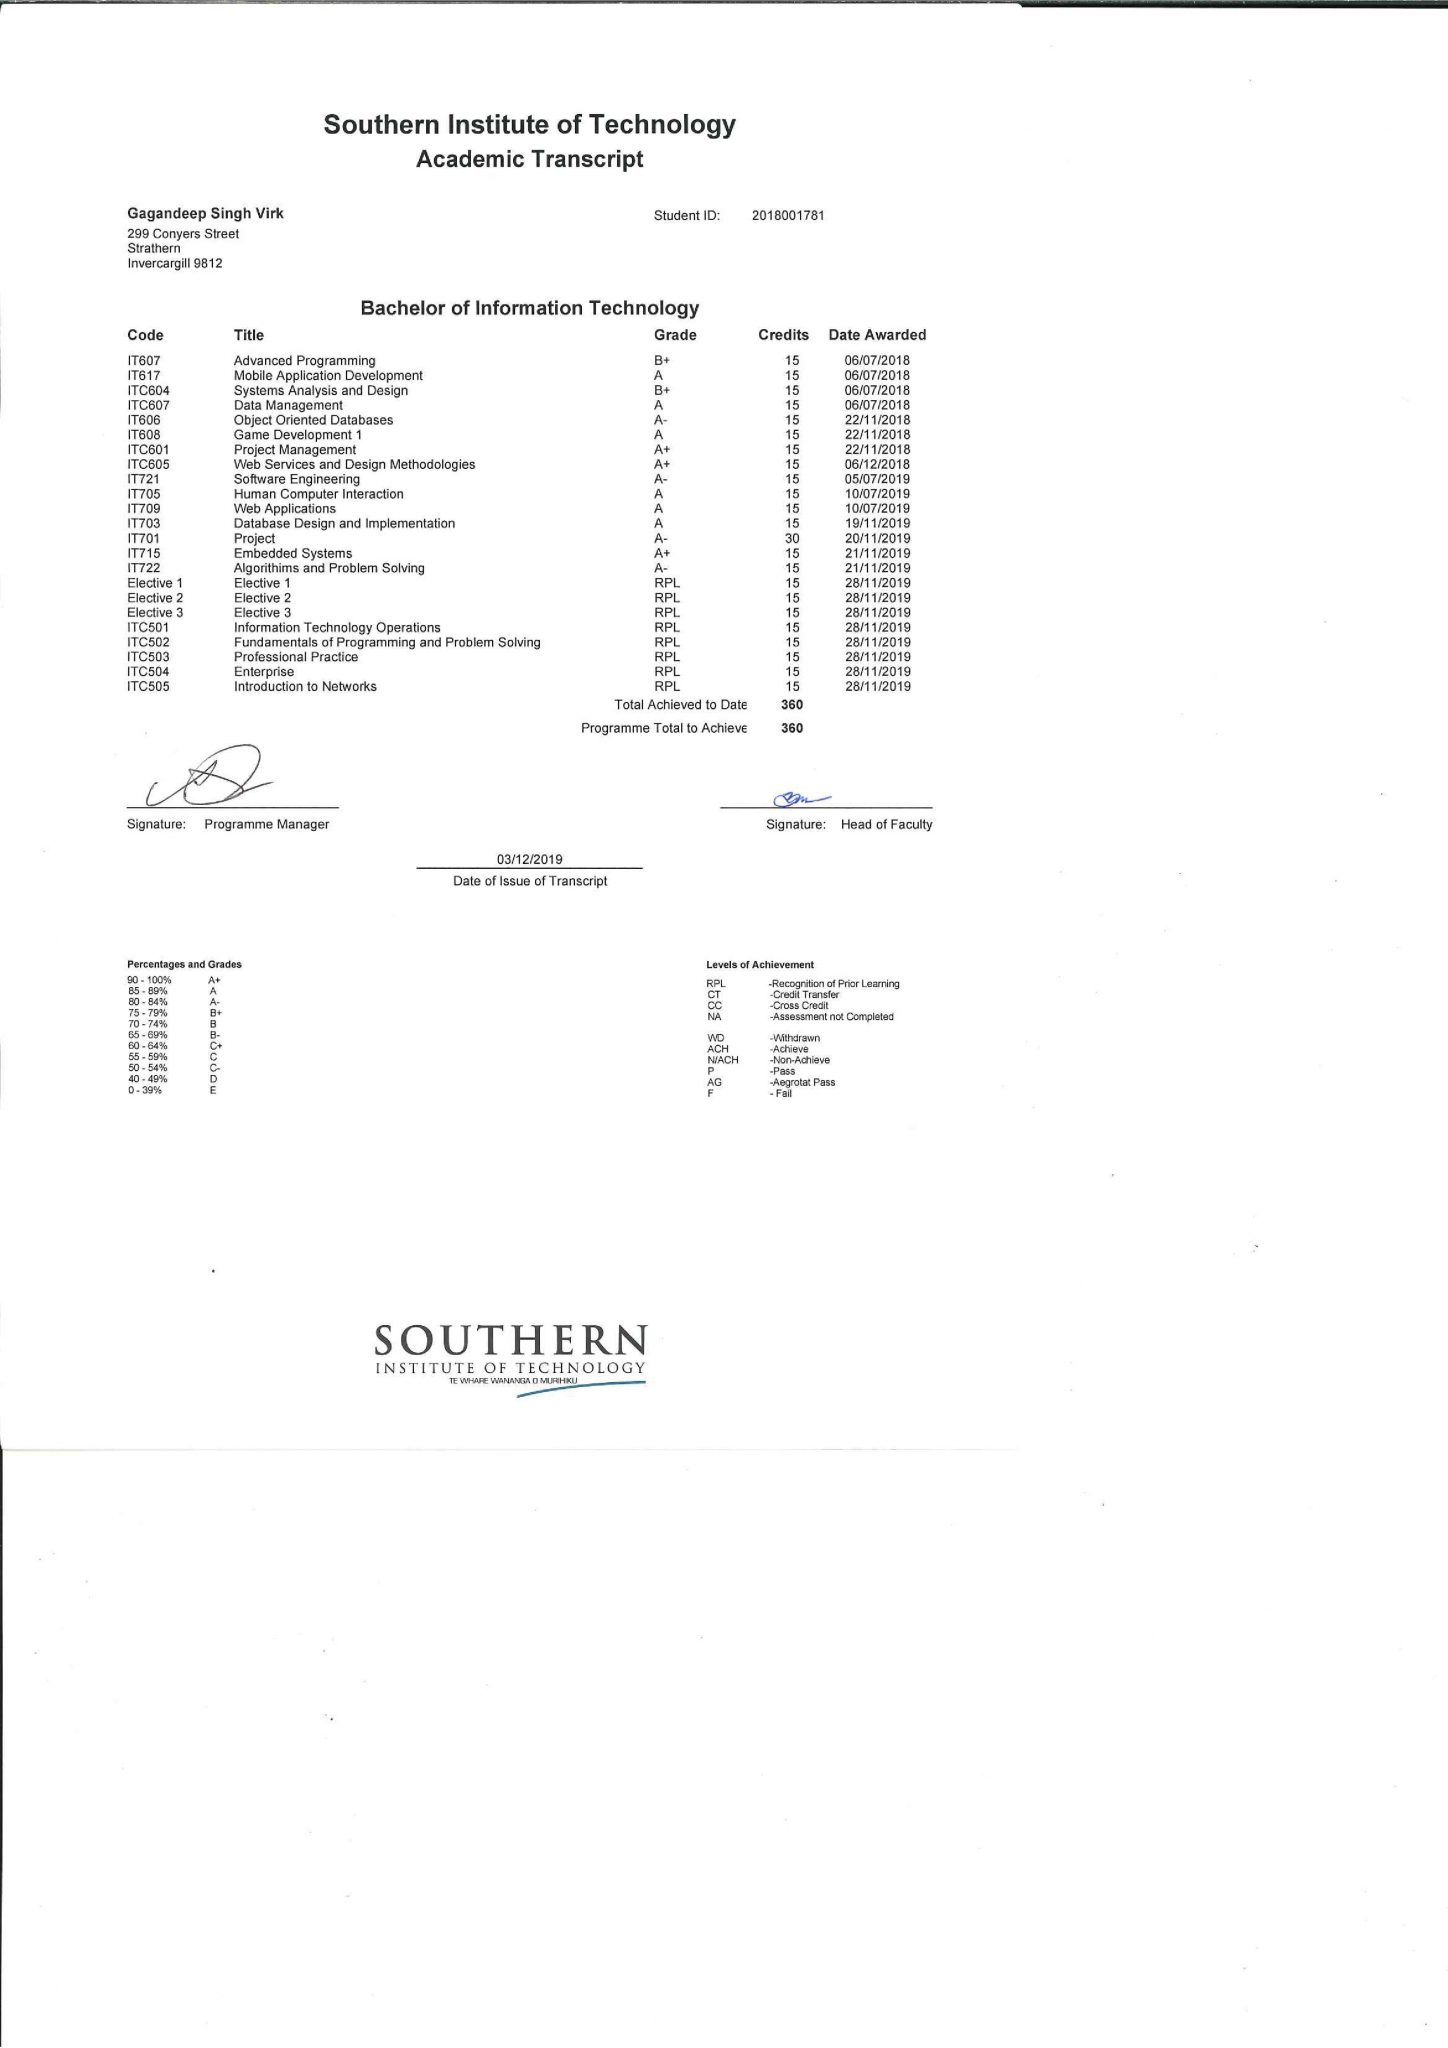 Southern Institute of Technology
Academic Transcript
Gagandeep Singh Virk Student ID: 2018001781
299 Conyers Street
Strathern
Invercargill 9812
Bachelor of Information Technology
Code Title Grade Credits Date Awarded
IT607 Advanced Programming B+ 15 06/07/2018
IT617 Mobile Application Development A 15 06/07/2018
ITC604 Systems Analysis and Design B+ 15 06/07/2018
ITC607 Data Management A 15 06/07/2018
IT606 Object Oriented Databases A- 15 22/11/2018
IT608 Game Development 1 A 15 22/11/2018
ITC601 Project Management A+ 15 22/11/2018
ITC605 Web Services and Design Methodologies A+ 15 06/12/2018
IT721 Software Engineering A- 15 05/07/2019
IT705 Human Computer Interaction A 15 10/07/2019
IT709 Web Applications A 15 10/07/2019
IT703 Database Design and Implementation A 15 19/11/2019
IT701 Project A- 30 20/11/2019
IT715 Embedded Systems A+ 15 21/11/2019
IT722 Algorithims and Problem Solving A- 15 21/11/2019
Elective 1 Elective 1 RPL 15 28/11/2019
Elective 2 Elective 2 RPL 15 28/11/2019
Elective 3 Elective 3 RPL 15 28/11/2019
ITC501 Information Technology Operations RPL 15 28/11/2019
ITC502 Fundamentals of Programming and Problem Solving RPL 15 28/11/2019
ITC503 Professional Practice RPL 15 28/11/2019
ITC504 Enterprise RPL 15 28/11/2019
ITC505 Introduction to Networks RPL 15 28/11/2019
Total Achieved to Date 360
Programme Total to Achieve 360
Signature: Programme Manager Signature: Head of Faculty
03/12/2019
Date of Issue of Transcript
Percentages and Grades
90 - 100% A+
85 - 89% A
80 - 84% A-
75 - 79% B+
70 - 74% B
65 - 69% B-
60 - 64% C+
55 - 59% C
50 - 54% C-
40 - 49% D
0 - 39% E
Levels of Achievement
RPL -Recognition of Prior Learning
CT -Credit Transfer
CC -Cross Credit
NA -Assessment not Completed
WD -Withdrawn
ACH -Achieve
N/ACH -Non-Achieve
P -Pass
AG -Aegrotat Pass
F - Fail
SOUTHERN
INSTITUTE OF TECHNOLOGY
TE WHARE WANANGA O MURIHIKU